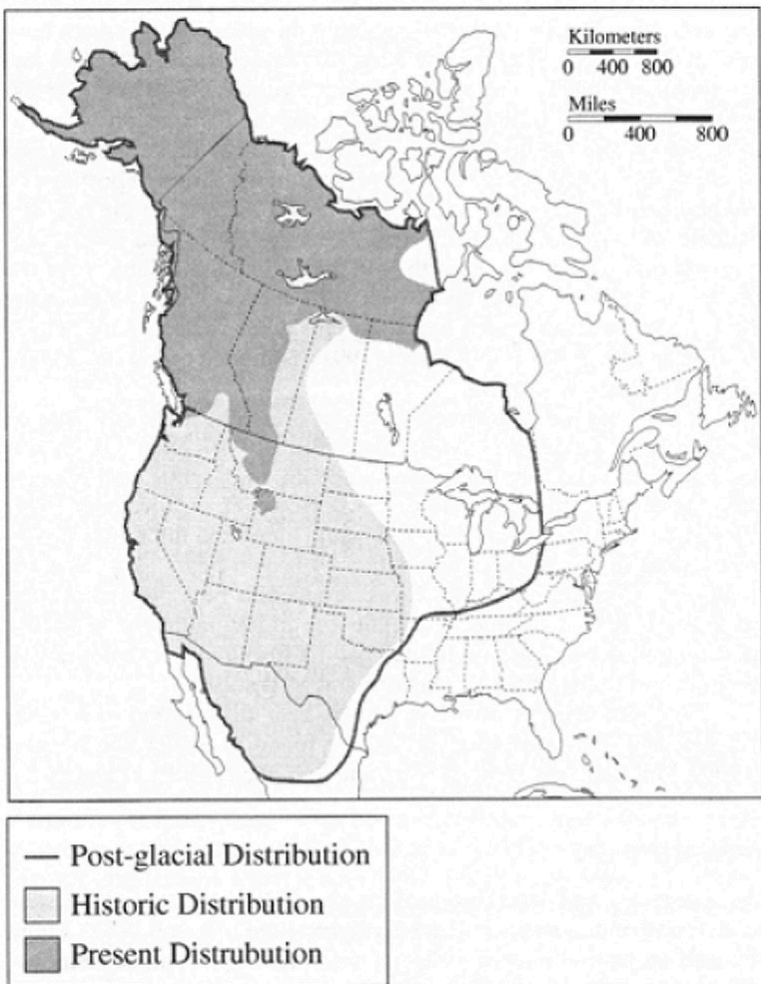 Kilometers
0 400 800
Miles
0 400 800
Post-glacial Distribution
Historic Distribution
Present Distrubution